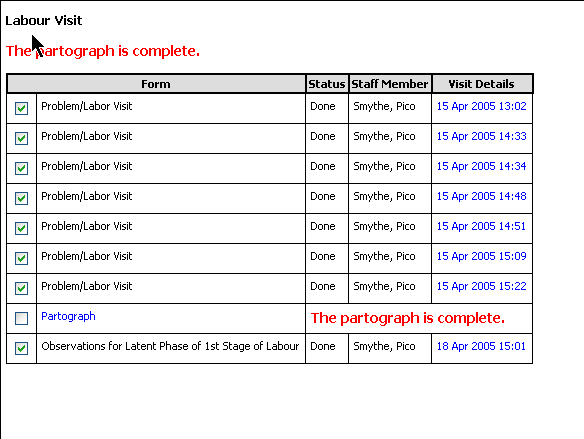 Labour Visit
The partograph is complete.
Form Status Staff Member Visit Details
Problem/Labor Visit Done Smythe, Pico 15 Apr 2005 13:02
Problem/Labor Visit Done Smythe, Pico 15 Apr 2005 14:33
Problem/Labor Visit Done Smythe, Pico 15 Apr 2005 14:34
Problem/Labor Visit Done Smythe, Pico 15 Apr 2005 14:48
Problem/Labor Visit Done Smythe, Pico 15 Apr 2005 14:51
Problem/Labor Visit Done Smythe, Pico 15 Apr 2005 15:09
Problem/Labor Visit Done Smythe, Pico 15 Apr 2005 15:22
Partograph The partograph is complete.
Observations for Latent Phase of 1st Stage of Labour Done Smythe, Pico 18 Apr 2005 15:01